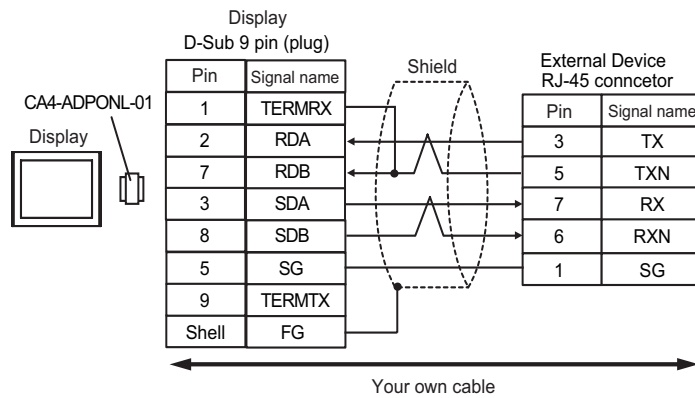 Display
D-Sub 9 pin (plug)
Shield
External Device
RJ-45 conncetor
CA4-ADPONL-01
Display
Pin Signal name
1 TERMRX
2 RDA
7 RDB
3 SDA
8 SDB
5 SG
9 TERMTX
Shell FG
Pin Signal name
3 TX
5 TXN
7 RX
6 RXN
1 SG
Your own cable